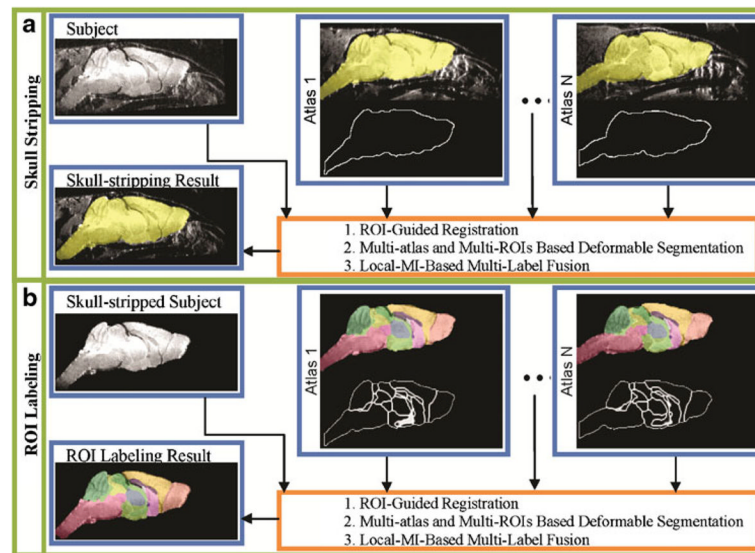 a
Skull Stripping
Subject
Atlas 1
Atlas N
Skull-stripping Result
1. ROI-Guided Registration
2. Multi-atlas and Multi-ROIs Based Deformable Segmentation
3. Local-MI-Based Multi-Label Fusion
b
ROI Labeling
Skull-stripped Subject
Atlas 1
Atlas N
ROI Labeling Result
1. ROI-Guided Registration
2. Multi-atlas and Multi-ROIs Based Deformable Segmentation
3. Local-MI-Based Multi-Label Fusion